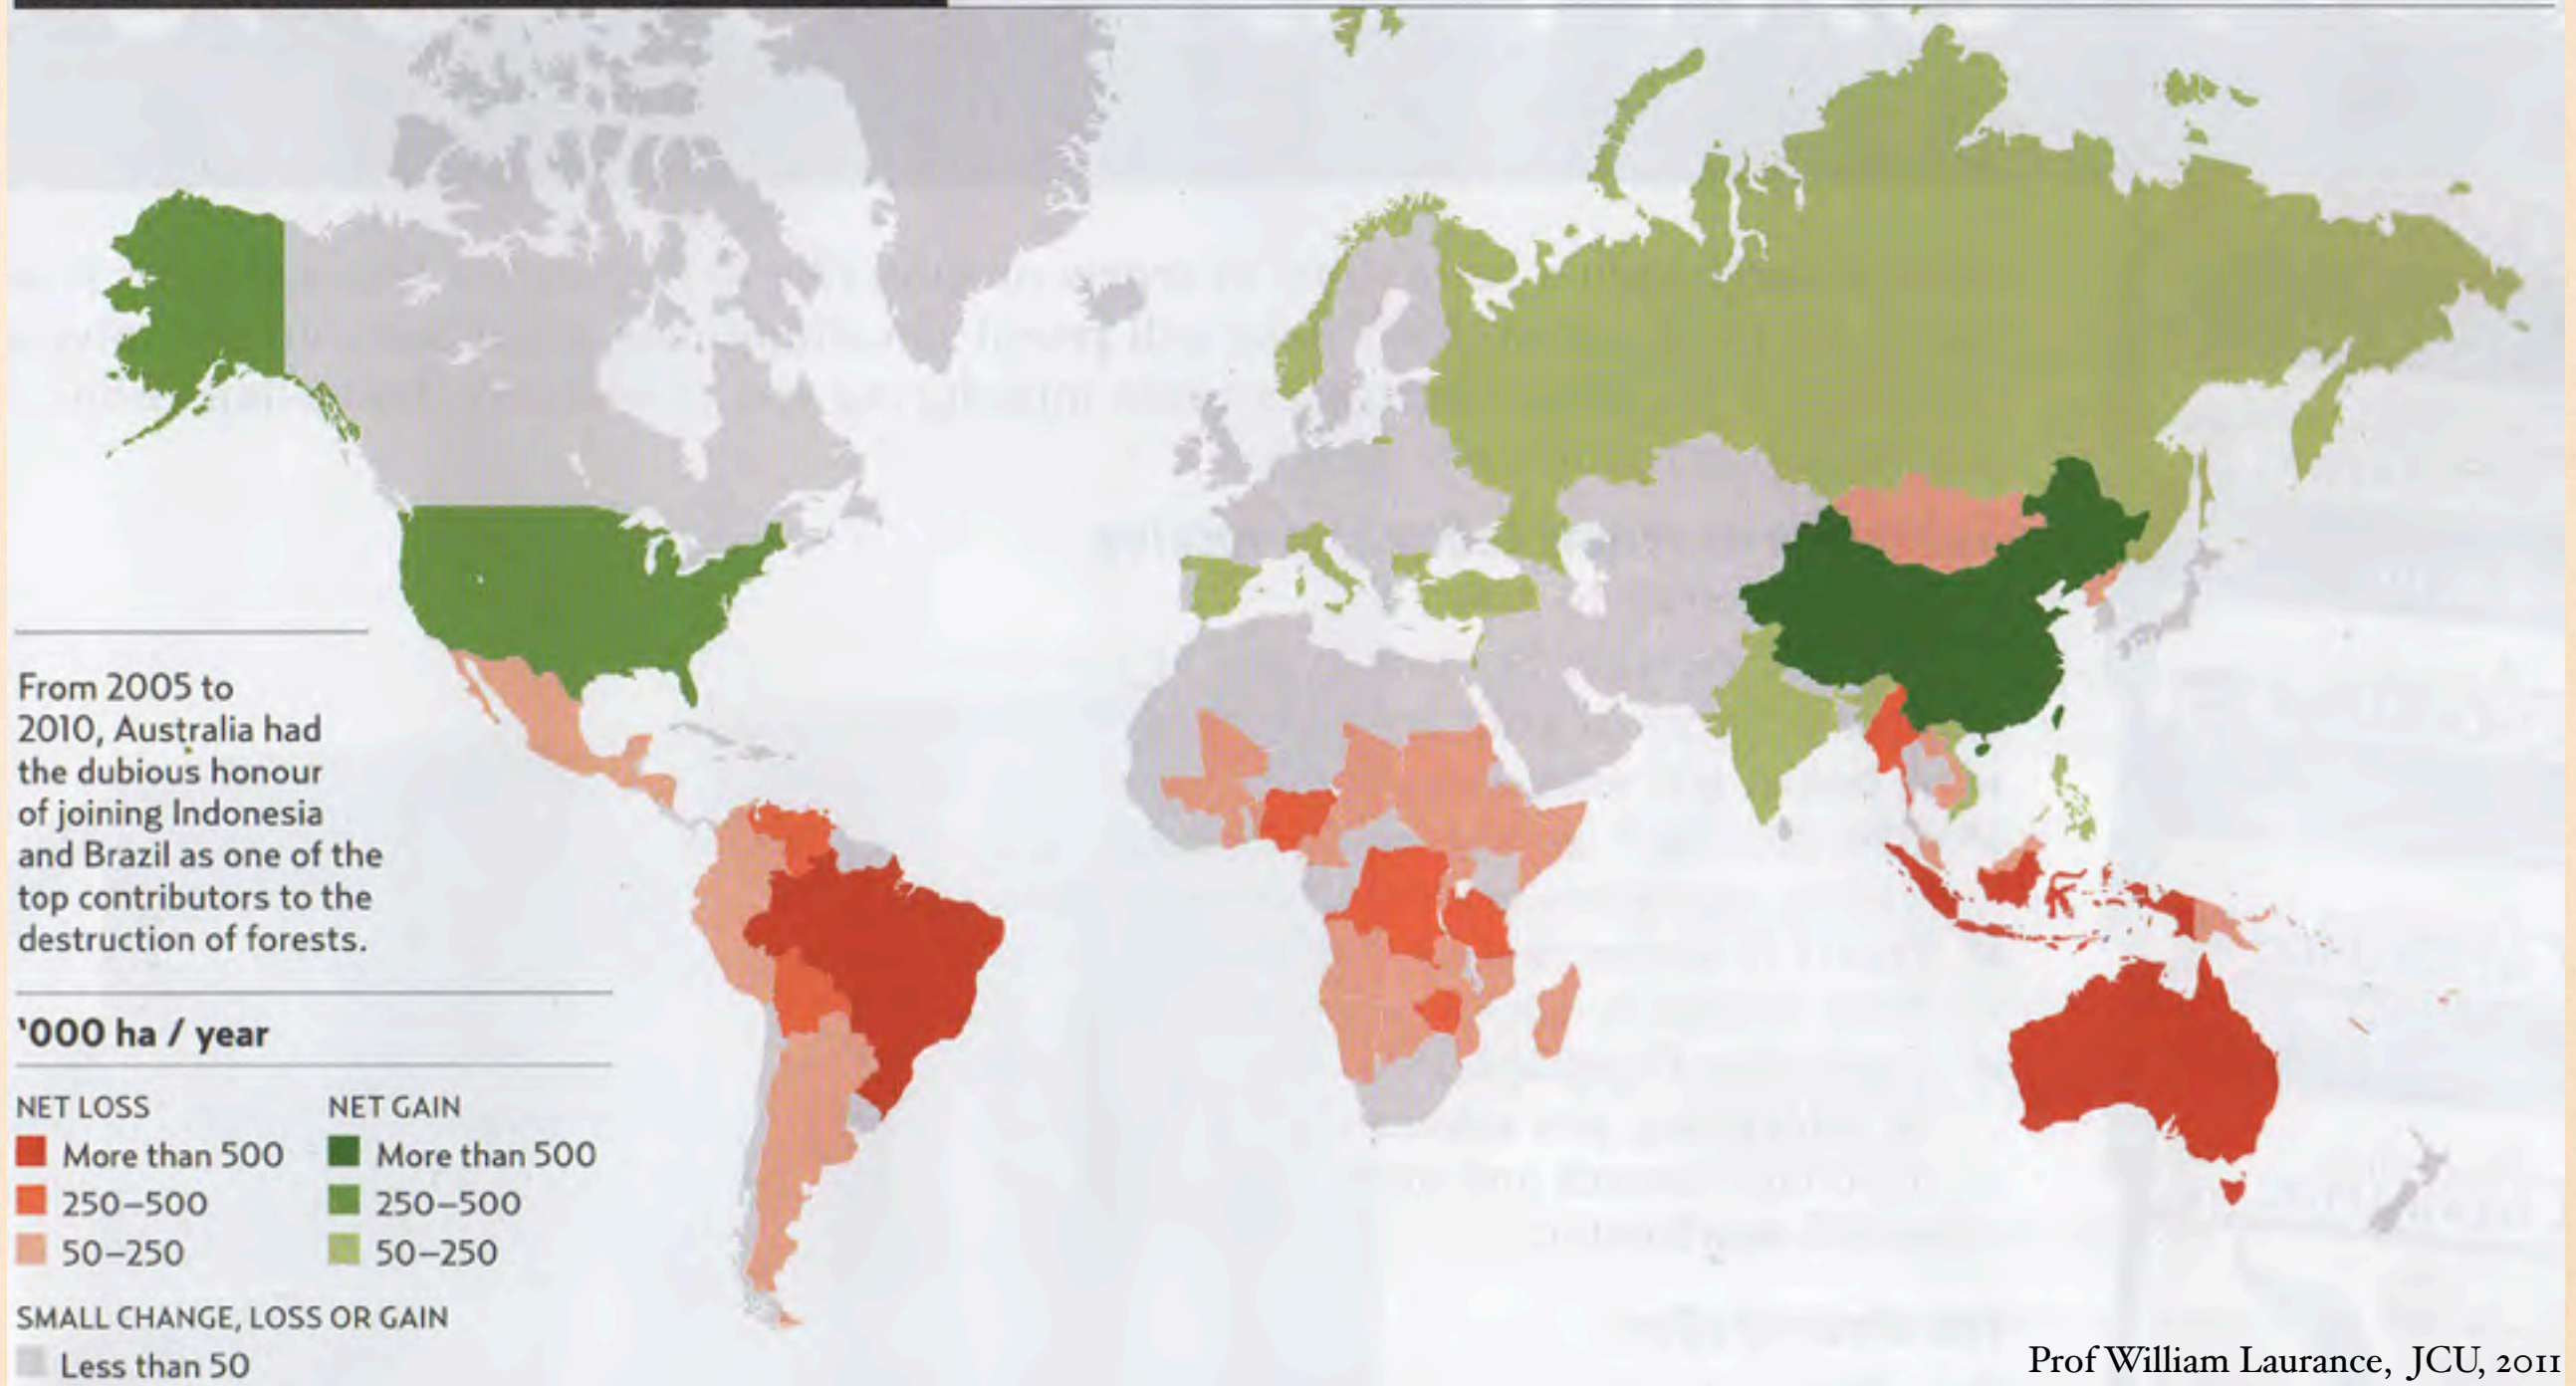 From 2005 to
2010, Australia had
the dubious honour
of joining Indonesia
and Brazil as one of the
top contributors to the
destruction of forests.
'000 ha / year
NET LOSS
NET GAIN
More than 500
More than 500
250–500
250–500
50–250
50–250
SMALL CHANGE, LOSS OR GAIN
Less than 50
Prof William Laurance, JCU, 2011